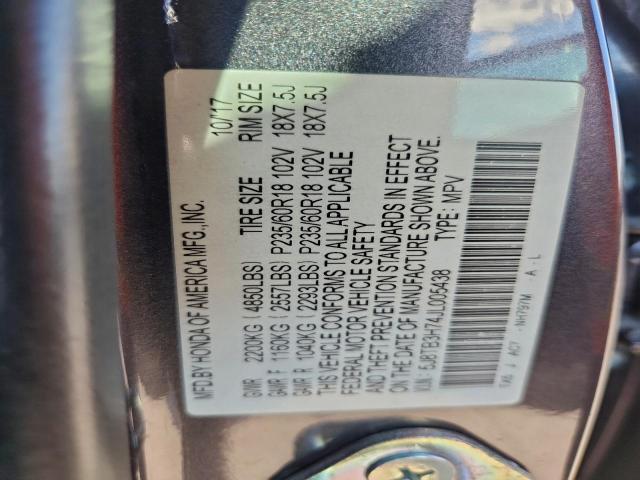 MFD.BY HONDA OF AMERICA MFG.,INC. 10/17
TIRE SIZE RIM SIZE
GVWR 2200KG (4850LBS)
GAWR F 1160KG (2557LBS) P235/60R18 102V 18X7.5J
GAWR R 1040KG (2293LBS) P235/60R18 102V 18X7.5J
THIS VEHICLE CONFORMS TO ALL APPLICABLE
FEDERAL MOTOR VEHICLE SAFETY
AND THEFT PREVENTION STANDARDS IN EFFECT
ON THE DATE OF MANUFACTURE SHOWN ABOVE.
V.I.N.: 5J8TB3H74JL005438 TYPE: MPV
TX6 J AC7 -NH797M -A-L